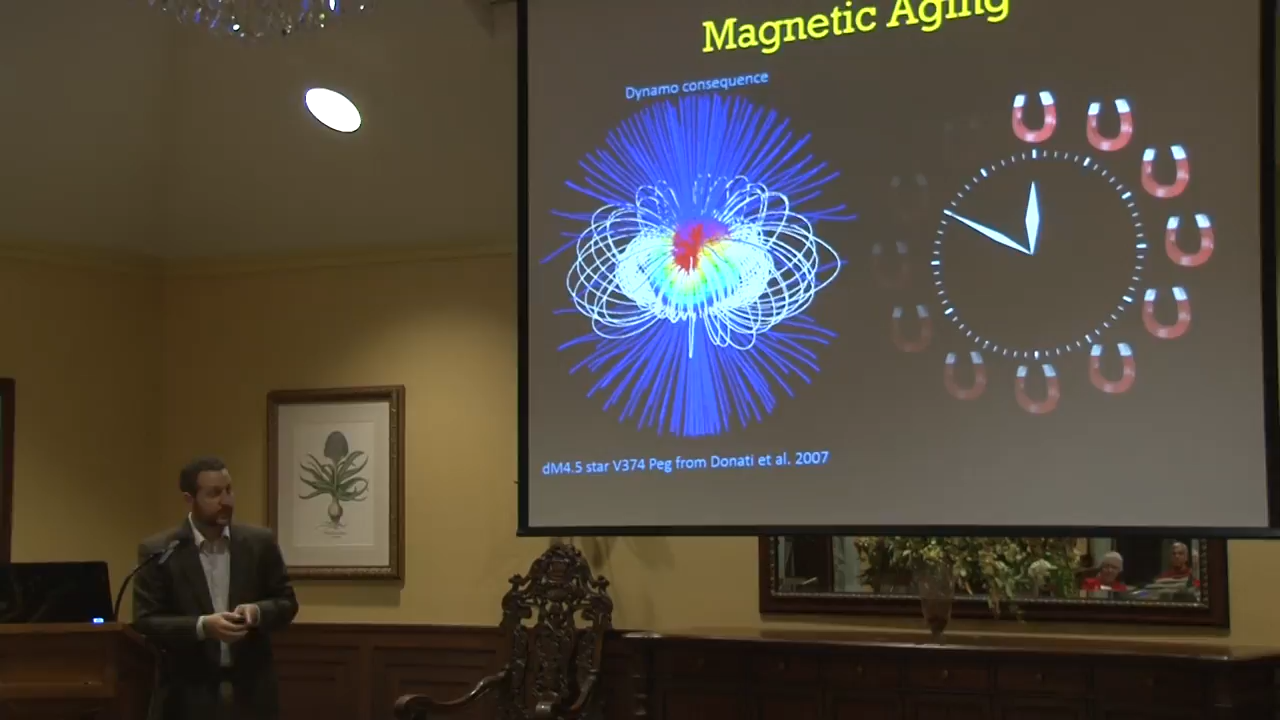 Magnetic Aging
Dynamo consequence
dM4.5 star V374 Peg from Donati et al. 2007